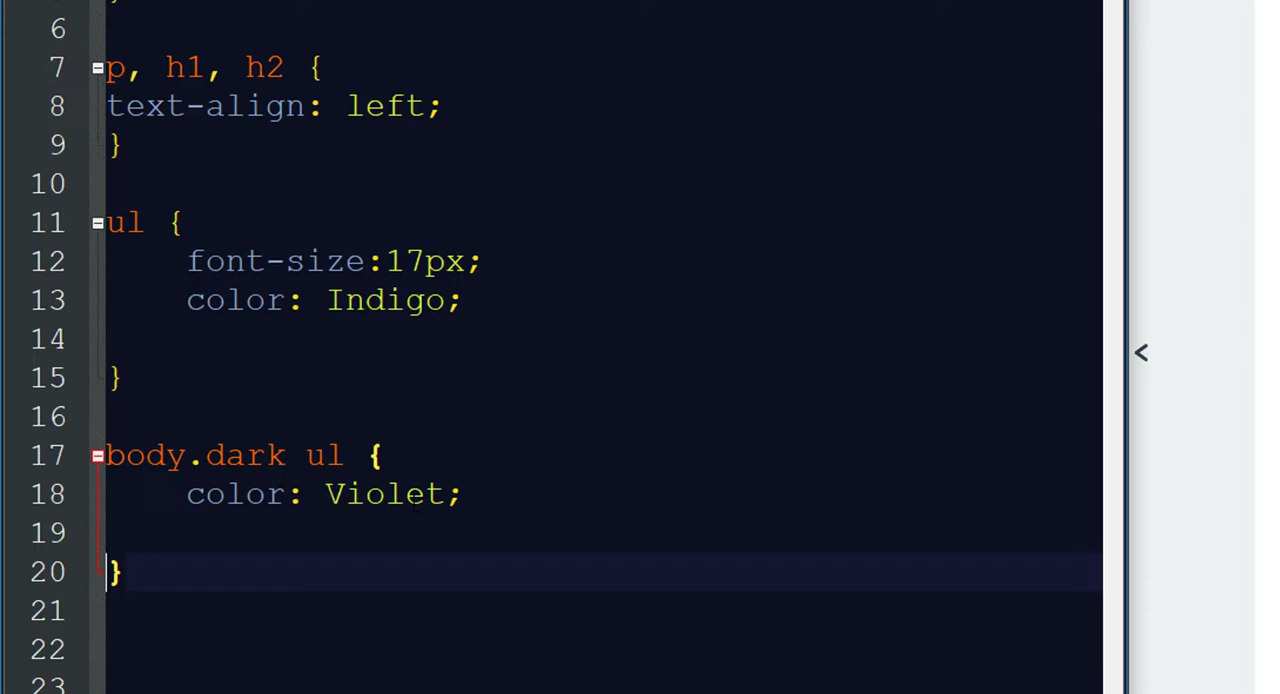 6
7 p, h1, h2 {
8 text-align: left;
9 }
10
11 ul {
12 font-size:17px;
13 color: Indigo;
14
15 }
16
17 body.dark ul {
18 color: Violet;
19
20 }
21
22
23